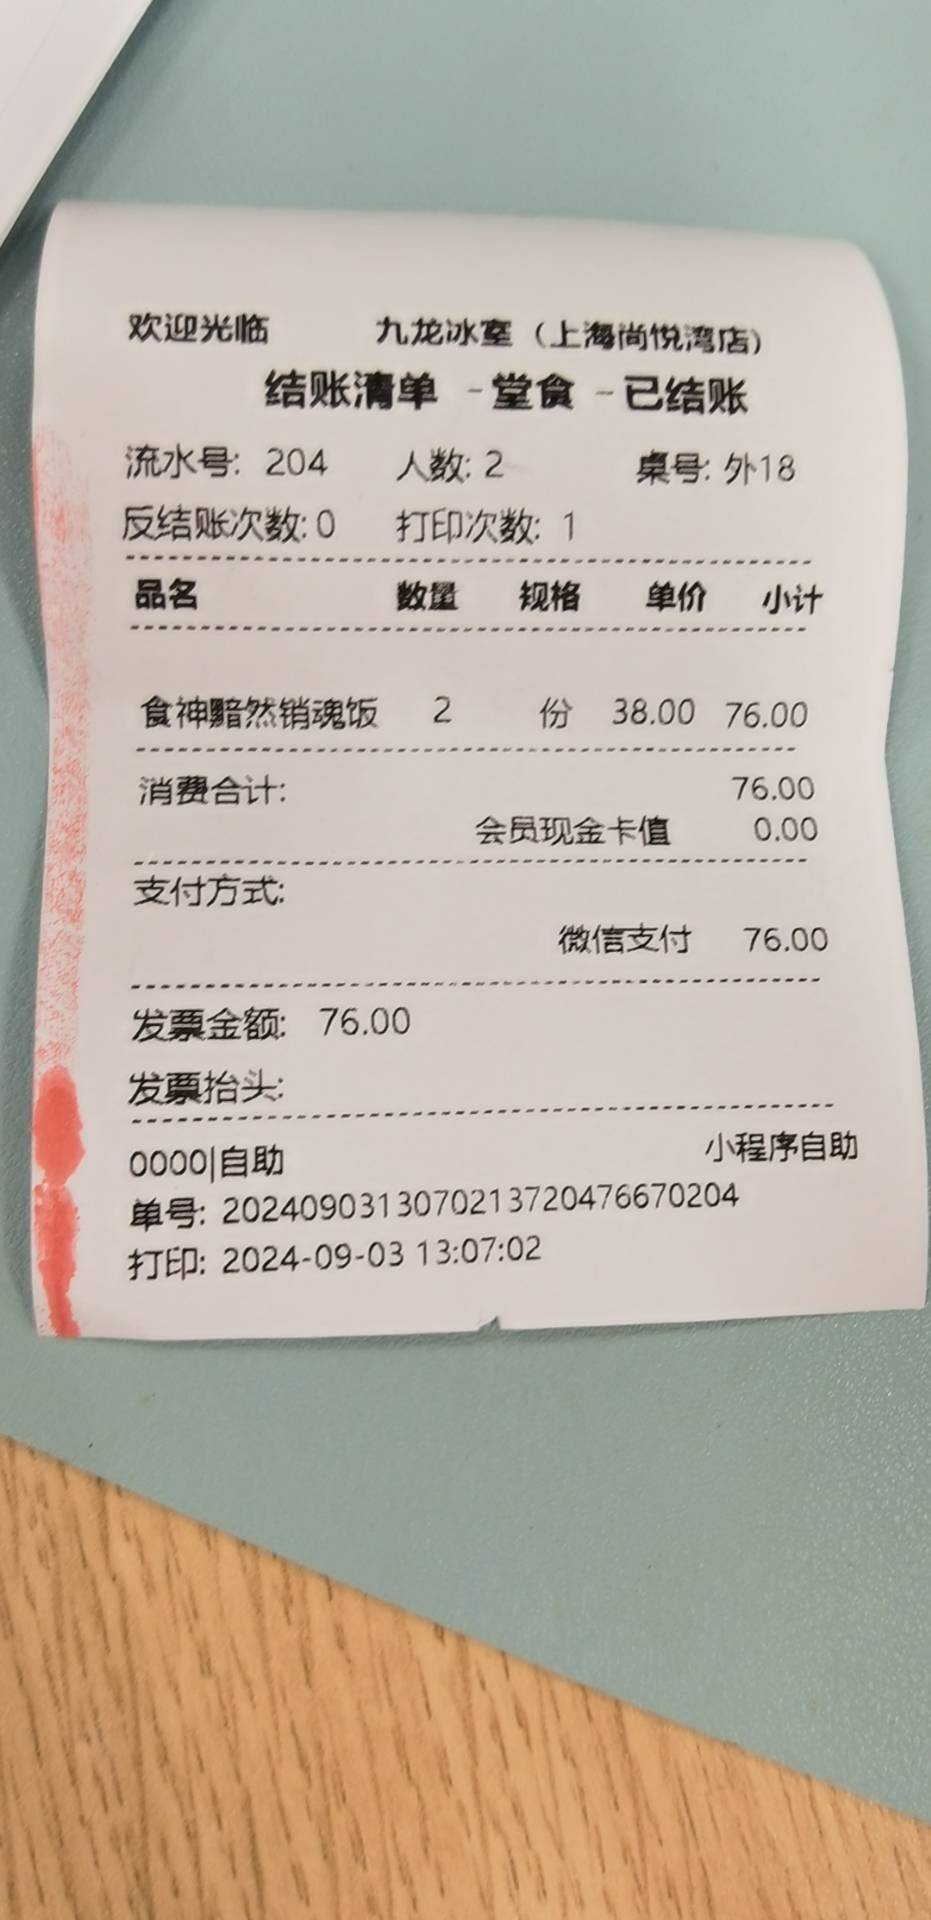 欢迎光临 九龙冰室（上海尚悦湾店）
结账清单 -堂食 -已结账
流水号: 204 人数: 2 桌号: 外18
反结账次数: 0 打印次数: 1
品名 数量 规格 单价 小计
食神黯然销魂饭 2 份 38.00 76.00
消费合计: 76.00
会员现金卡值 0.00
支付方式:
微信支付 76.00
发票金额: 76.00
发票抬头:
0000|自助 小程序自助
单号: 2024090313070213720476670204
打印: 2024-09-03 13:07:02